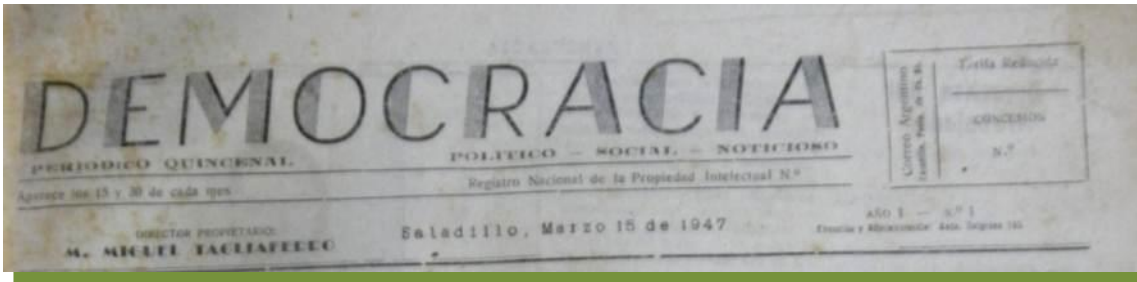 DEMOCRACIA
PERIODICO QUINCENAL POLITICO - SOCIAL - NOTICIOSO
Aparece los 15 y 30 de cada mes Registro Nacional de la Propiedad Intelectual N.º
DIRECTOR PROPIETARIO:
M. MIGUEL TAGLIAFERRO
Saladillo, Marzo 15 de 1947
AÑO 1 — N.º 1
Correo Argentino
Tarifa Reducida
CONCESION
N.º